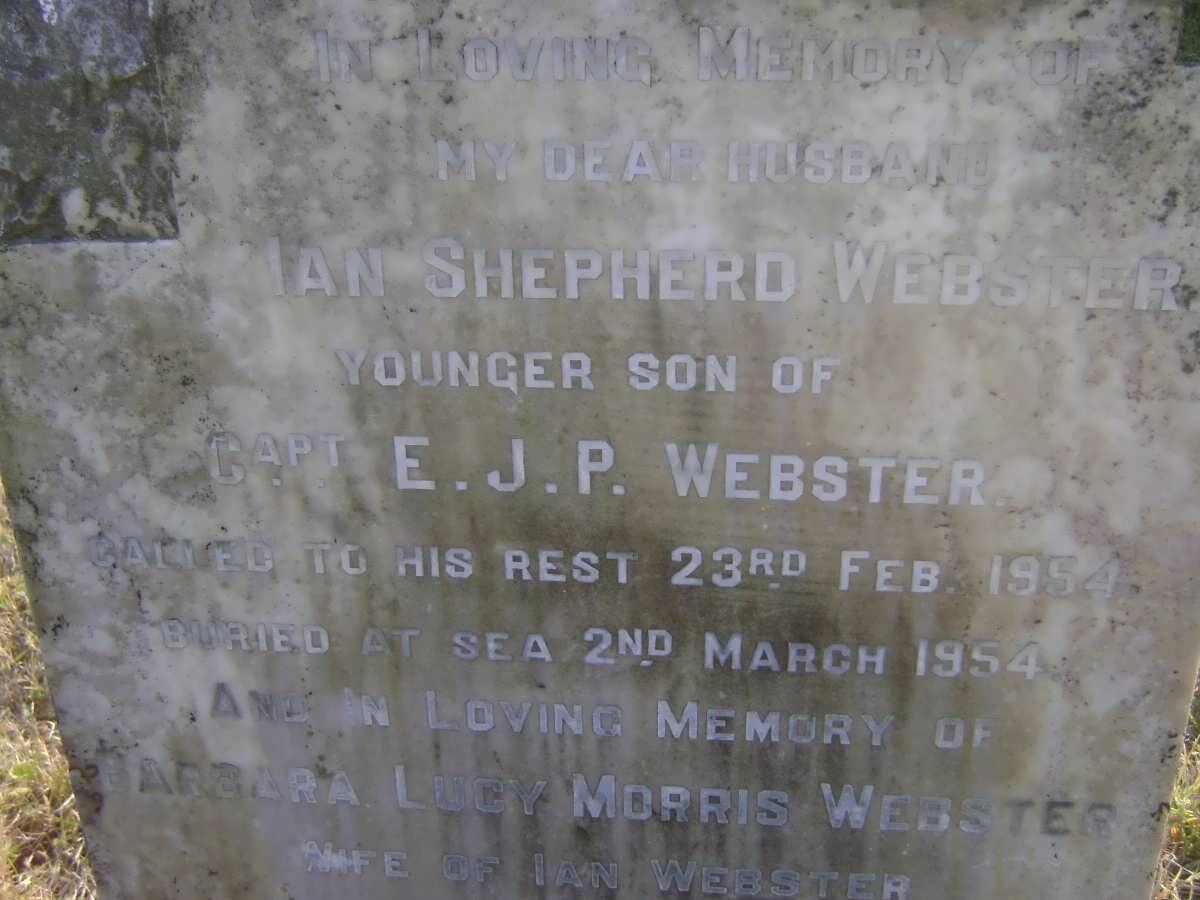 In Loving Memory of
MY DEAR HUSBAND
IAN SHEPHERD WEBSTER
YOUNGER SON OF
CAPT. E.J.P. WEBSTER.
CALLED TO HIS REST 23RD FEB. 1954.
BURIED AT SEA 2ND MARCH 1954.
AND IN LOVING MEMORY OF
BARBARA LUCY MORRIS WEBSTER
WIFE OF IAN WEBSTER